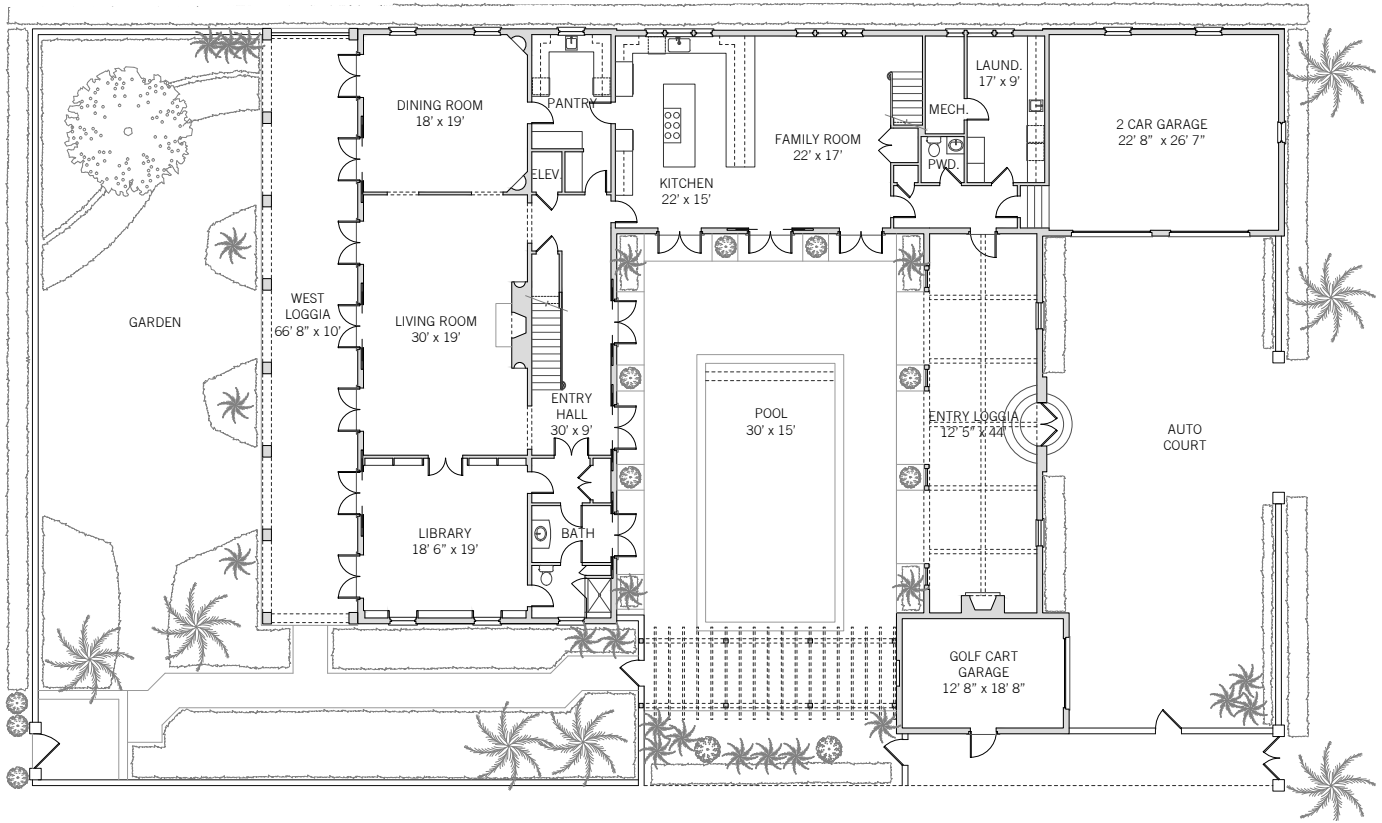 DINING ROOM
18' x 19'
PANTRY
ELEV.
KITCHEN
22' x 15'
FAMILY ROOM
22' x 17'
MECH.
LAUND.
17' x 9'
PWD.
2 CAR GARAGE
22' 8" x 26' 7"
GARDEN
WEST
LOGGIA
66' 8" x 10'
LIVING ROOM
30' x 19'
ENTRY
HALL
30' x 9'
POOL
30' x 15'
ENTRY LOGGIA
12' 5" x 44'
AUTO
COURT
LIBRARY
18' 6" x 19'
BATH
GOLF CART
GARAGE
12' 8" x 18' 8"